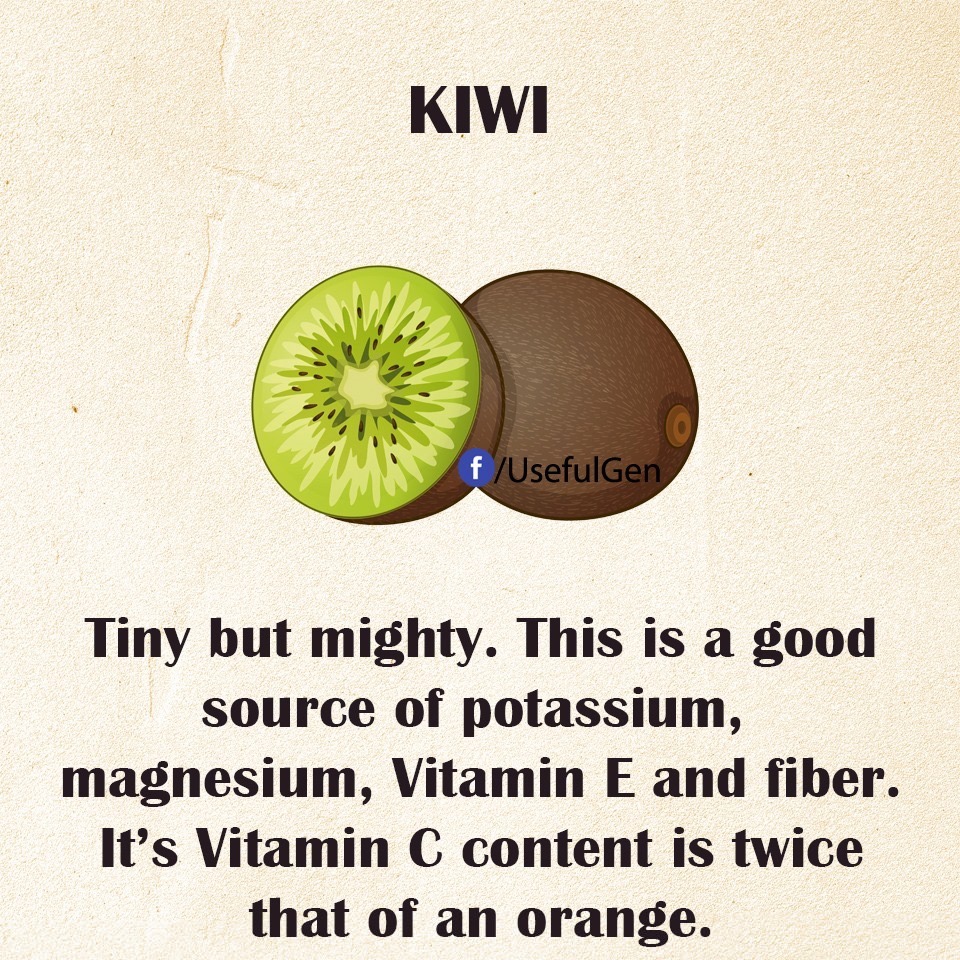 KIWI
f/UsefulGen
Tiny but mighty. This is a good
source of potassium,
magnesium, Vitamin E and fiber.
It’s Vitamin C content is twice
that of an orange.